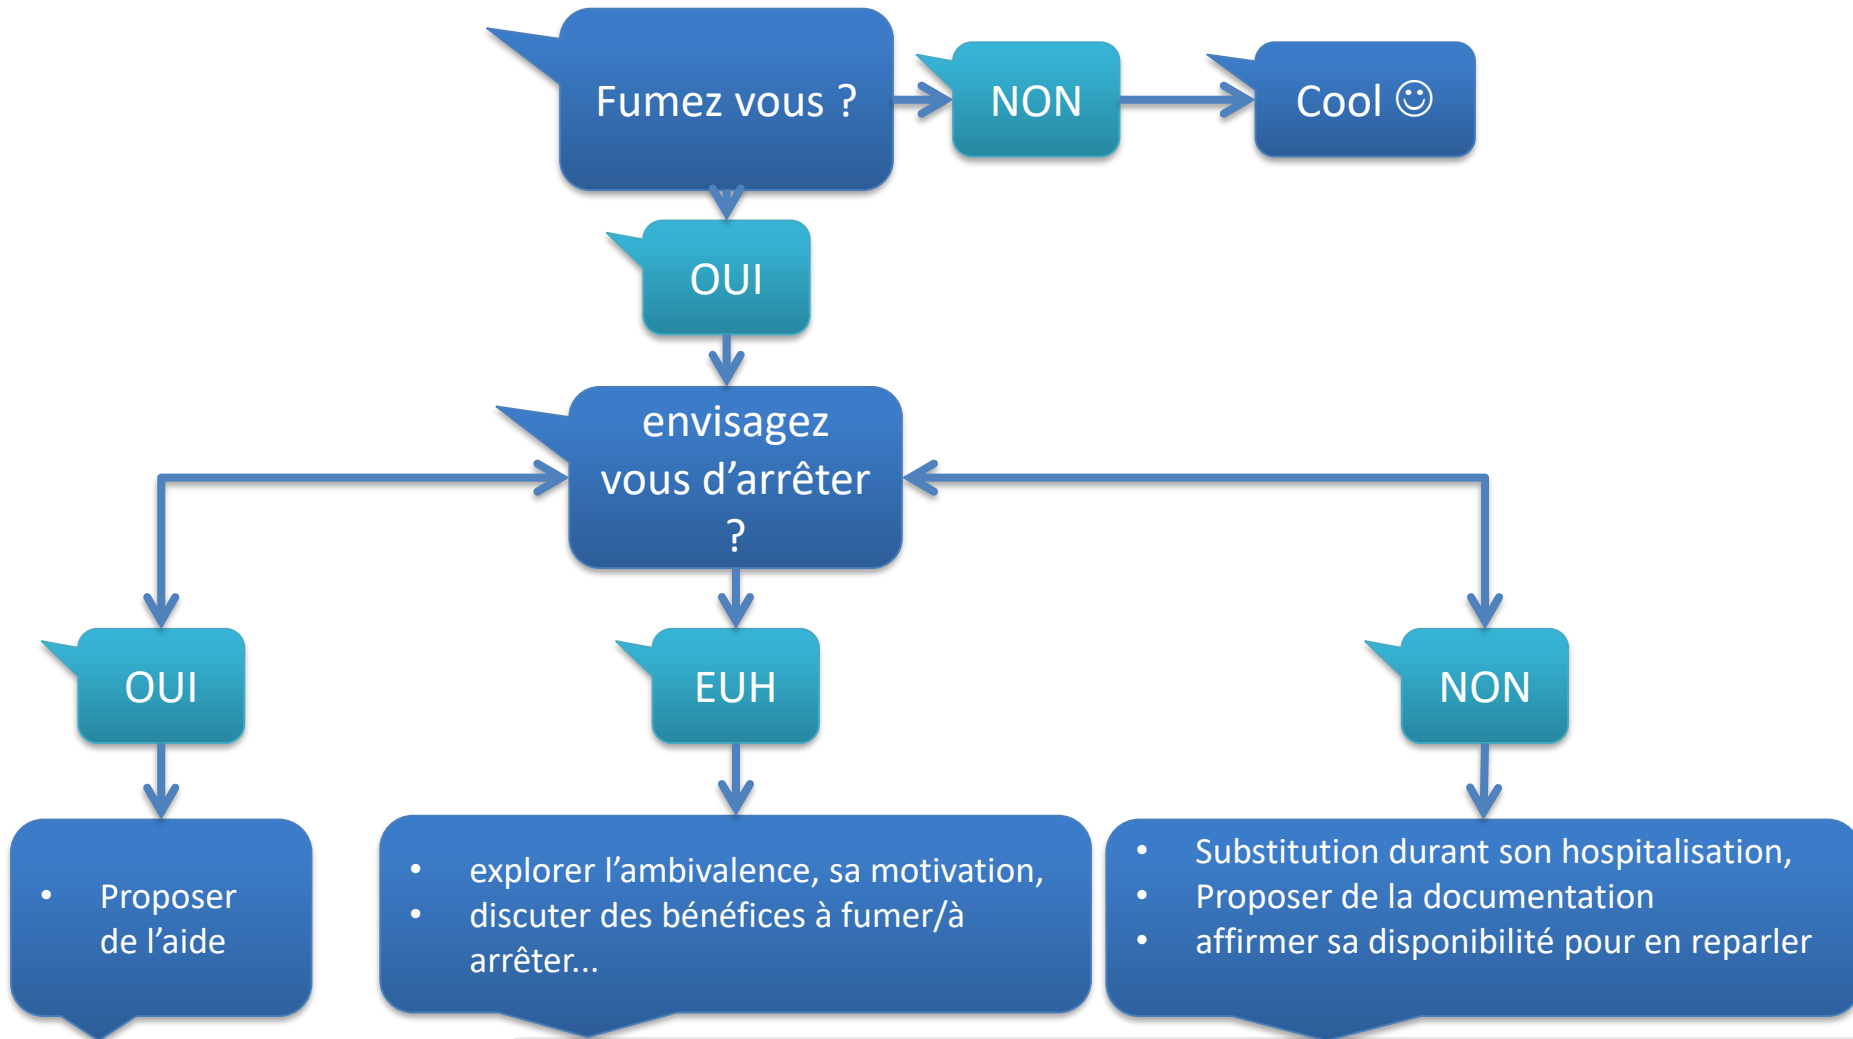 Fumez vous ?
NON
Cool ☺
OUI
envisagez
vous d’arrêter
?
OUI
EUH
NON
• Proposer
de l’aide
• explorer l’ambivalence, sa motivation,
• discuter des bénéfices à fumer/à
arrêter...
• Substitution durant son hospitalisation,
• Proposer de la documentation
• affirmer sa disponibilité pour en reparler